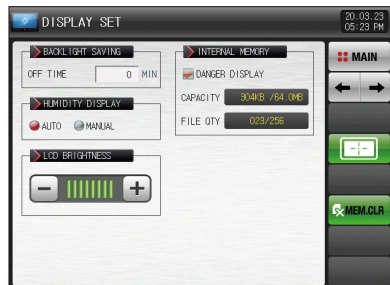 DISPLAY SET
20.03.23
05:23 PM
BACKLIGHT SAVING
OFF TIME 0 MIN
HUMIDITY DISPLAY
AUTO MANUAL
LCD BRIGHTNESS
INTERNAL MEMORY
DANGER DISPLAY
CAPACITY 304KB /64.0MB
FILE QTY 023/256
MAIN
MEM.CLR